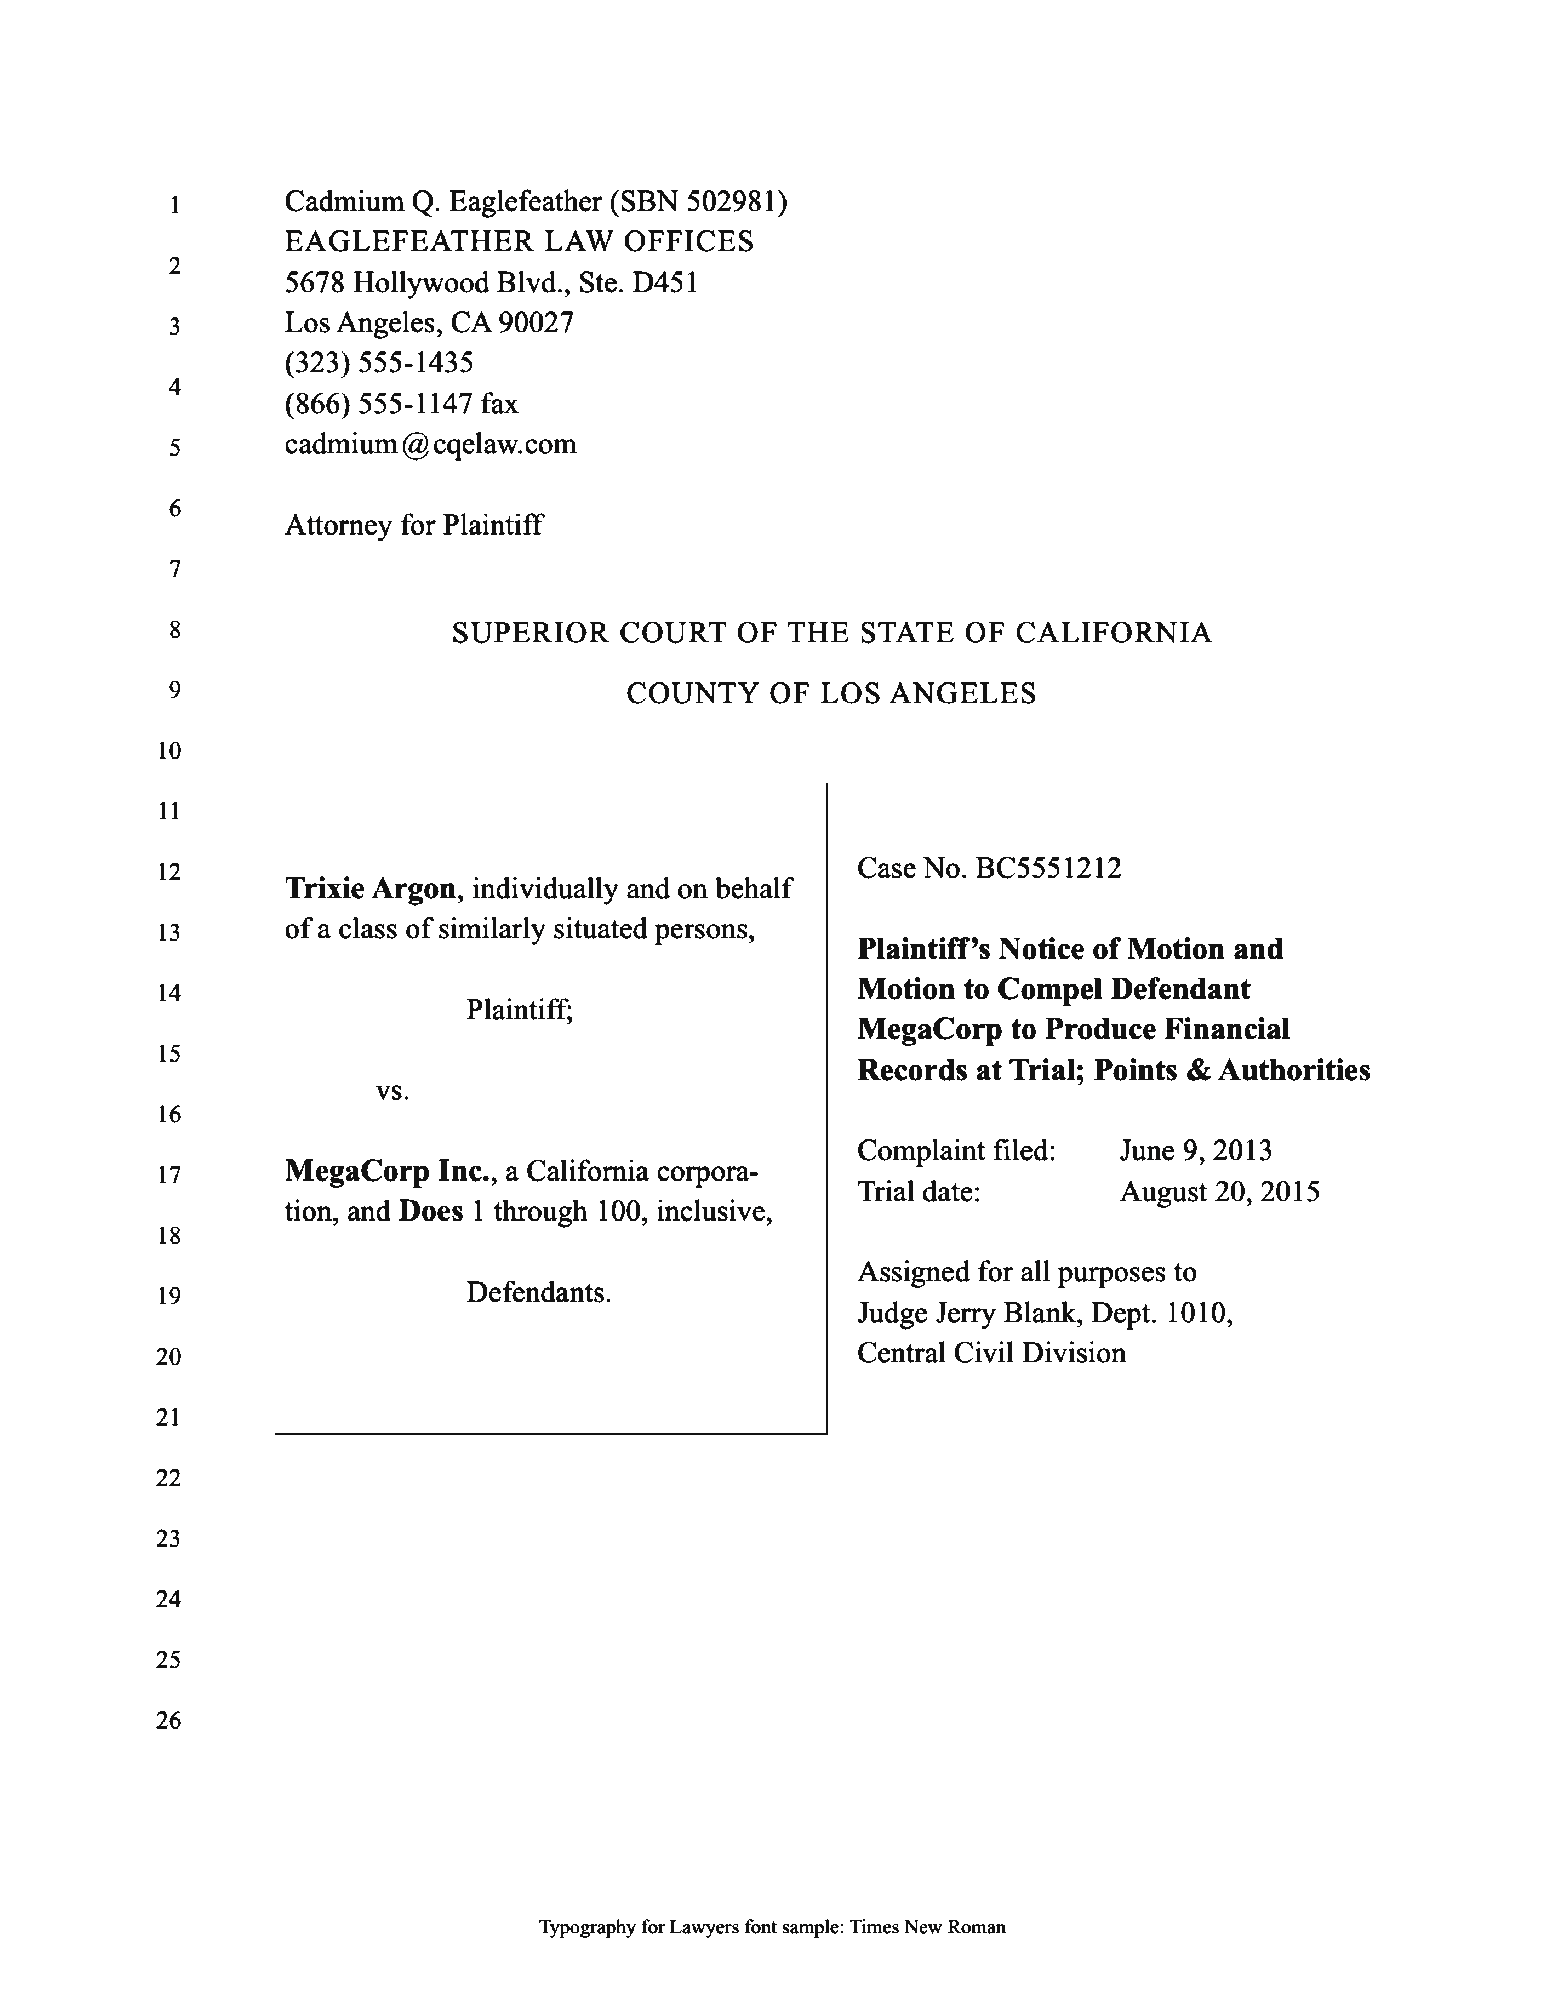 1
2
3
4
5
6
7
8
9
10
11
12
13
14
15
16
17
18
19
20
21
22
23
24
25
26
Cadmium Q. Eaglefeather (SBN 502981)
EAGLEFEATHER LAW OFFICES
5678 Hollywood Blvd., Ste. D451
Los Angeles, CA 90027
(323) 555-1435
(866) 555-1147 fax
cadmium@cqelaw.com
Attorney for Plaintiff
SUPERIOR COURT OF THE STATE OF CALIFORNIA
COUNTY OF LOS ANGELES
Trixie Argon, individually and on behalf
of a class of similarly situated persons,
Plaintiff;
vs.
MegaCorp Inc., a California corpora-
tion, and Does 1 through 100, inclusive,
Defendants.
Case No. BC5551212
Plaintiff’s Notice of Motion and
Motion to Compel Defendant
MegaCorp to Produce Financial
Records at Trial; Points & Authorities
Complaint filed: June 9, 2013
Trial date: August 20, 2015
Assigned for all purposes to
Judge Jerry Blank, Dept. 1010,
Central Civil Division
Typography for Lawyers font sample: Times New Roman